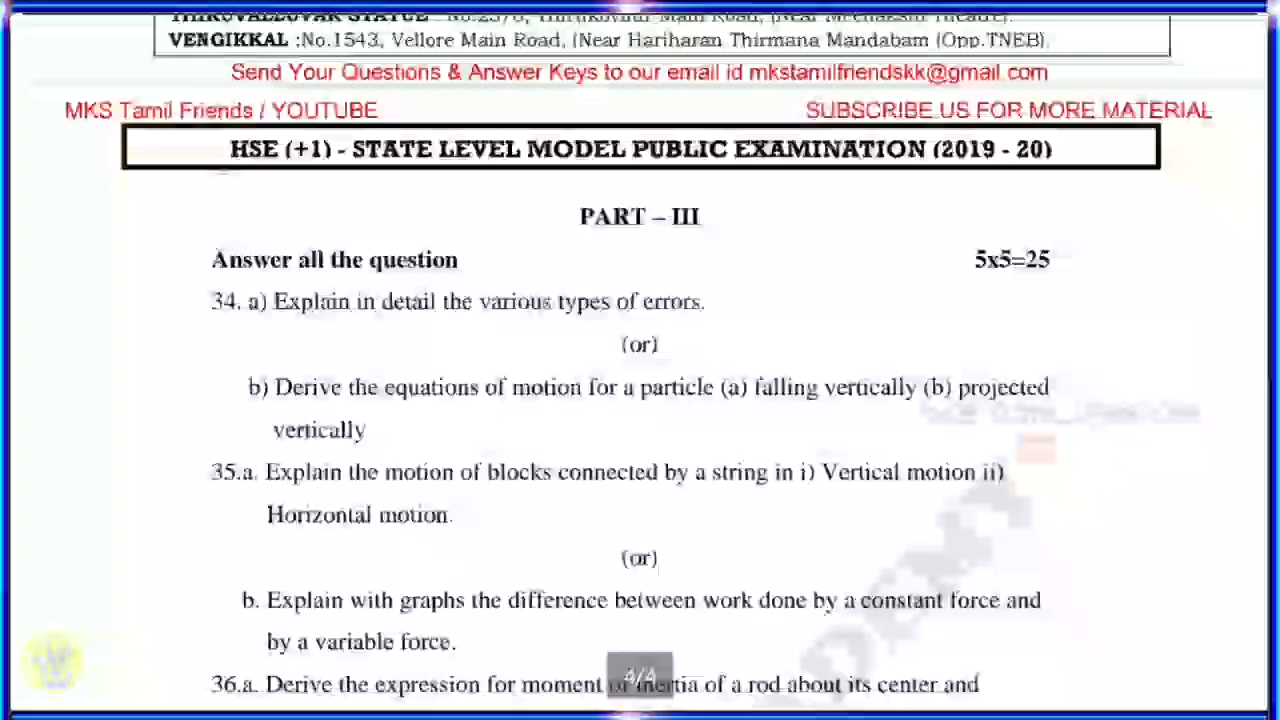 THIRUVALLUVAR STATUE
VENGIKKAL :No.1543, Vellore Main Road, (Near Hariharan Thirmana Mandabam (Opp.TNEB).
Send Your Questions & Answer Keys to our email id mkstamilfriendskk@gmail.com
MKS Tamil Friends / YOUTUBE SUBSCRIBE US FOR MORE MATERIAL
HSE (+1) - STATE LEVEL MODEL PUBLIC EXAMINATION (2019 - 20)
PART – III
Answer all the question 5x5=25
34. a) Explain in detail the various types of errors.
(or)
b) Derive the equations of motion for a particle (a) falling vertically (b) projected
vertically
35.a. Explain the motion of blocks connected by a string in i) Vertical motion ii)
Horizontal motion.
(or)
b. Explain with graphs the difference between work done by a constant force and
by a variable force.
4/4
36.a. Derive the expression for moment of inertia of a rod about its center and